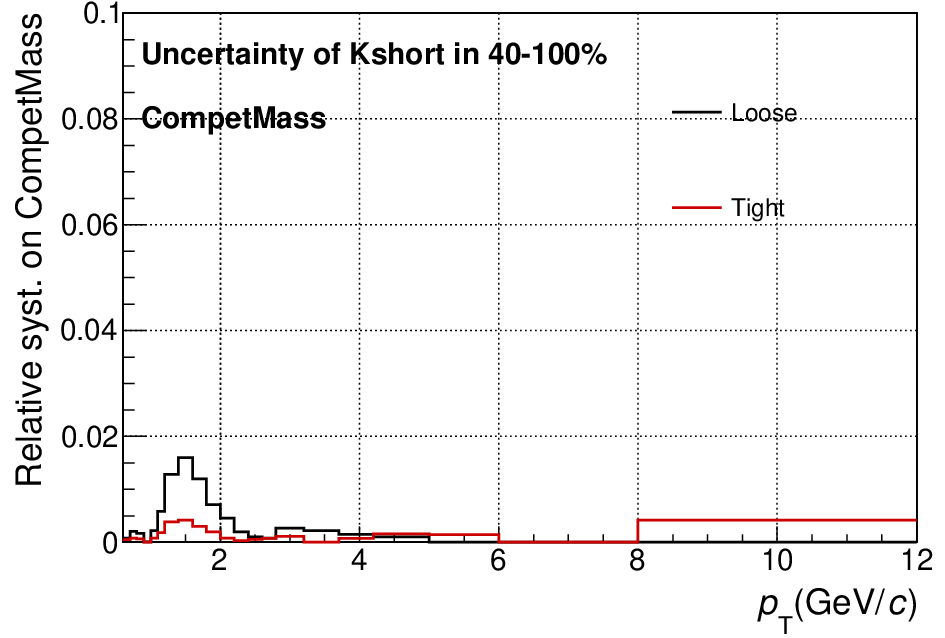 Relative syst. on CompetMass
0.1
0.08
0.06
0.04
0.02
0
Uncertainty of Kshort in 40-100%
CompetMass
Loose
Tight
2 4 6 8 10 12
p_T(GeV/c)